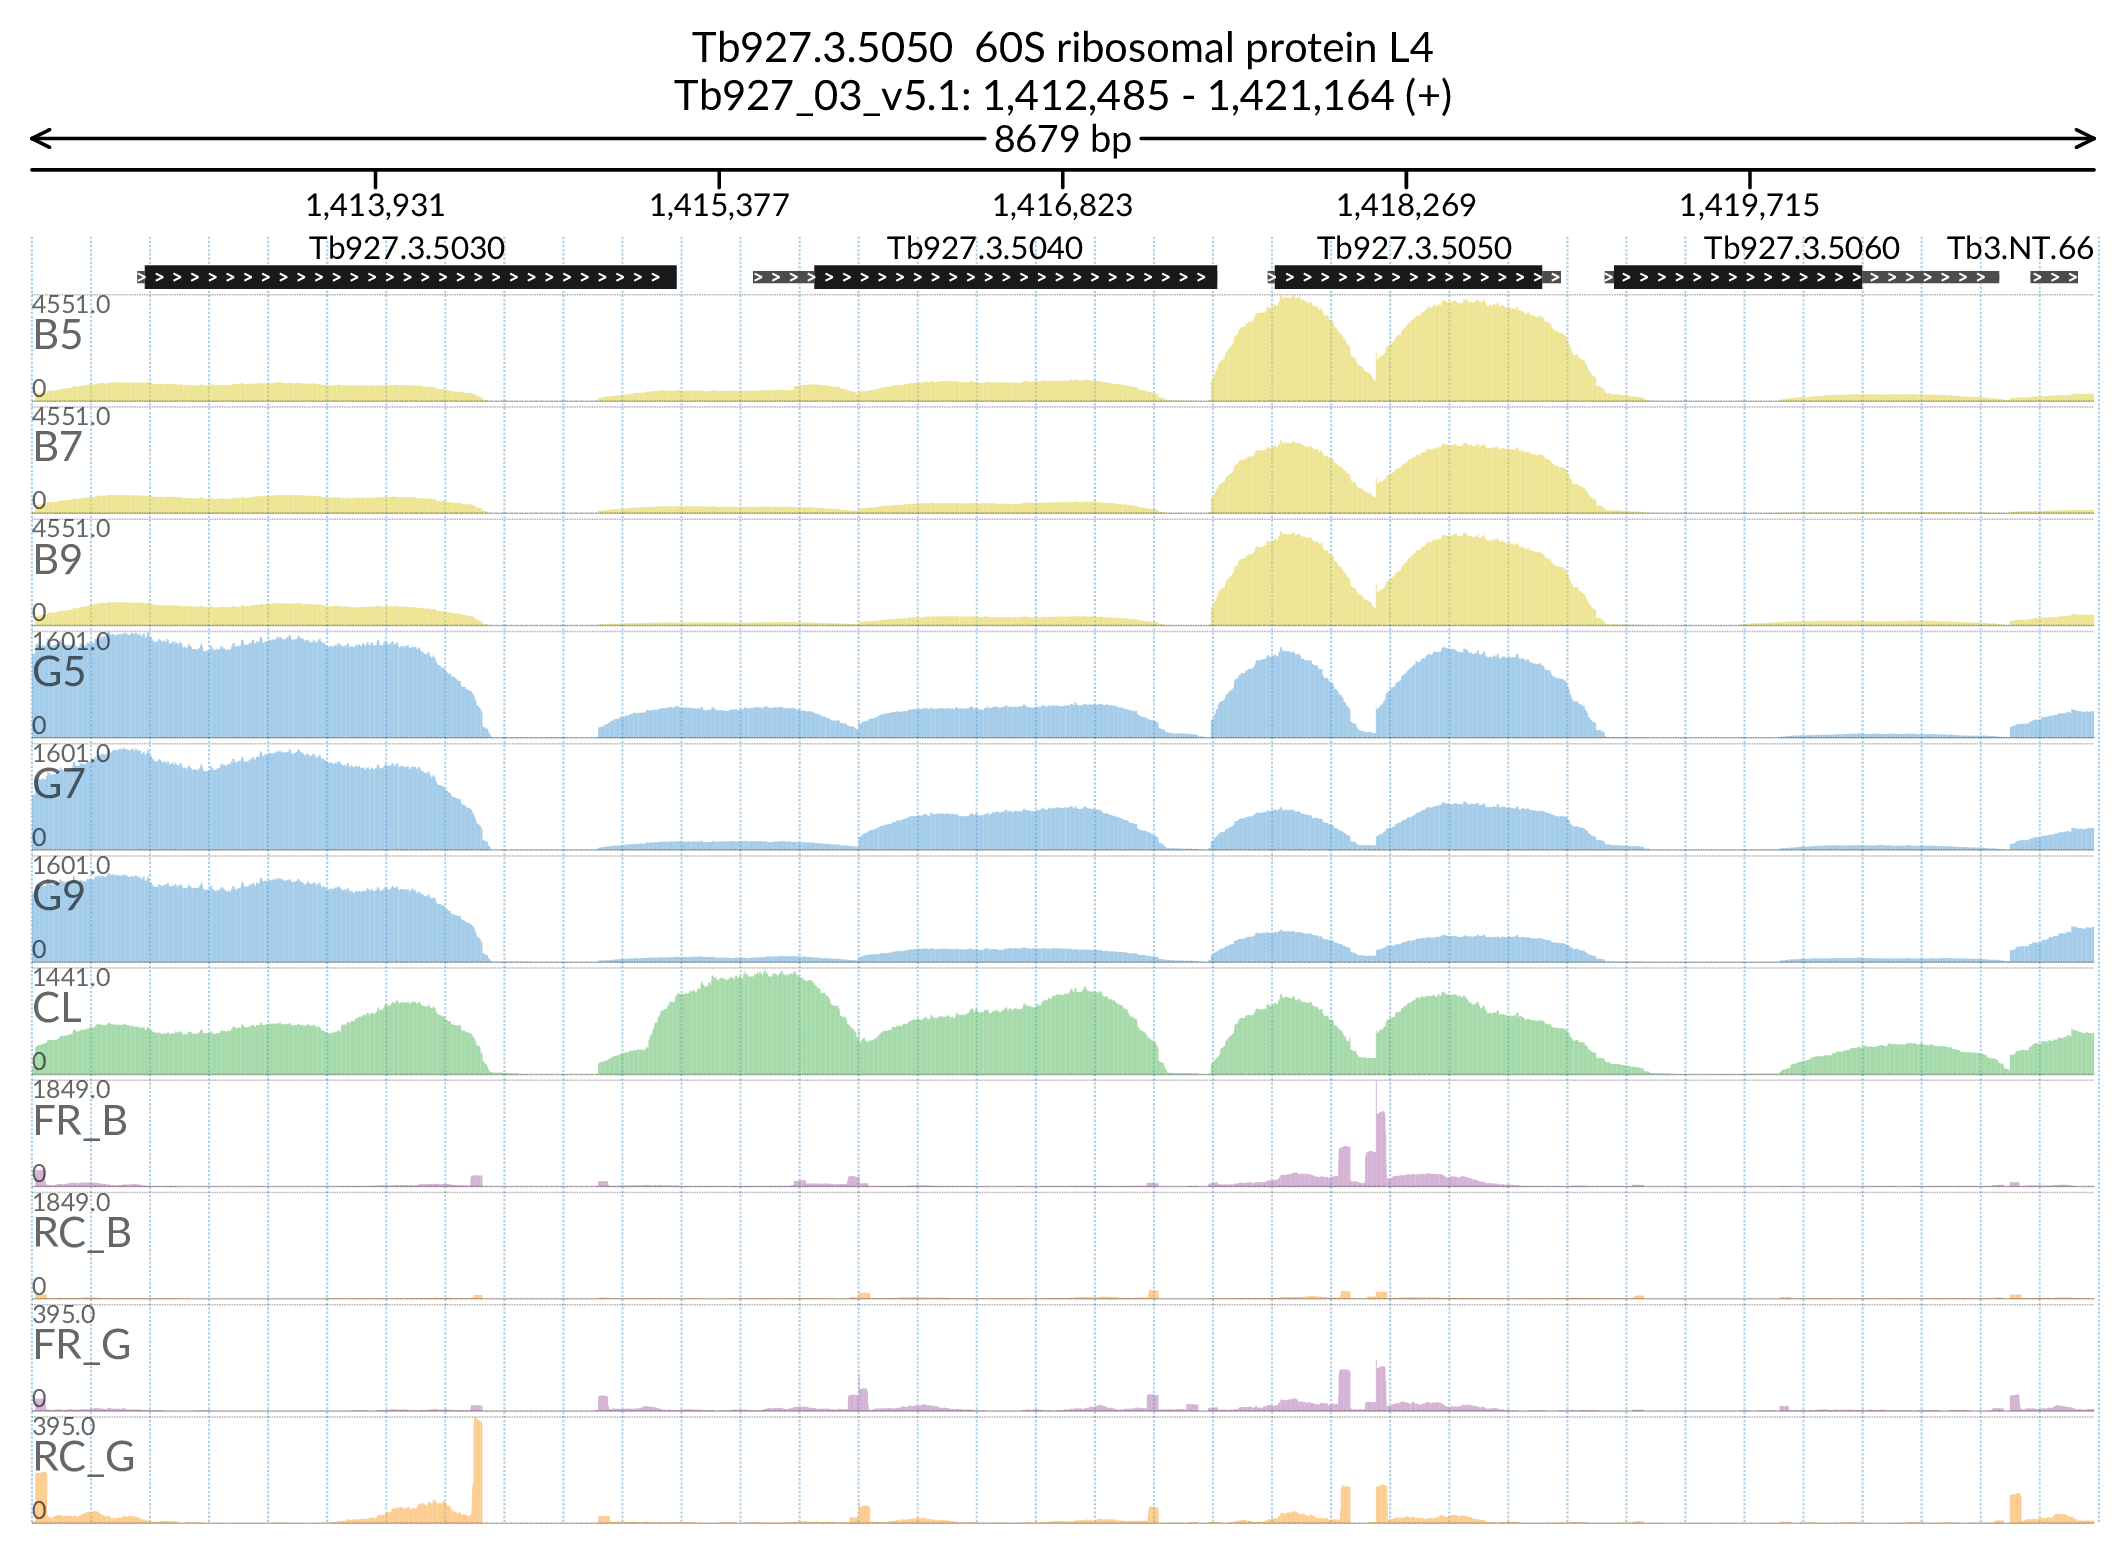 Tb927.3.5050  60S ribosomal protein L4
Tb927_03_v5.1: 1,412,485 - 1,421,164 (+)
8679 bp
1,413,931 1,415,377 1,416,823 1,418,269 1,419,715
Tb927.3.5030 Tb927.3.5040 Tb927.3.5050 Tb927.3.5060 Tb3.NT.66
4551.0
B5
0
4551.0
B7
0
4551.0
B9
0
1601.0
G5
0
1601.0
G7
0
1601.0
G9
0
1441.0
CL
0
1849.0
FR_B
0
1849.0
RC_B
0
395.0
FR_G
0
395.0
RC_G
0